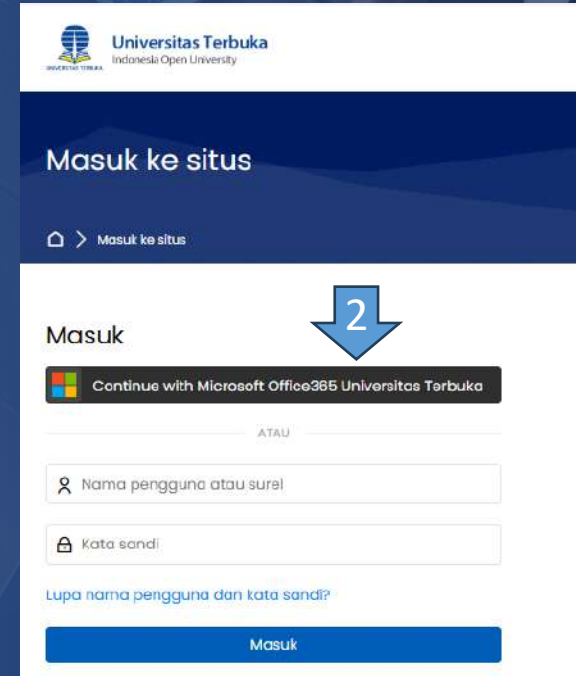 Universitas Terbuka
Indonesia Open University
UNIVERSITAS TERBUKA
Masuk ke situs
Masuk ke situs
2
Masuk
Continue with Microsoft Office365 Universitas Terbuka
ATAU
Nama pengguna atau surel
Kata sandi
Lupa nama pengguna dan kata sandi?
Masuk